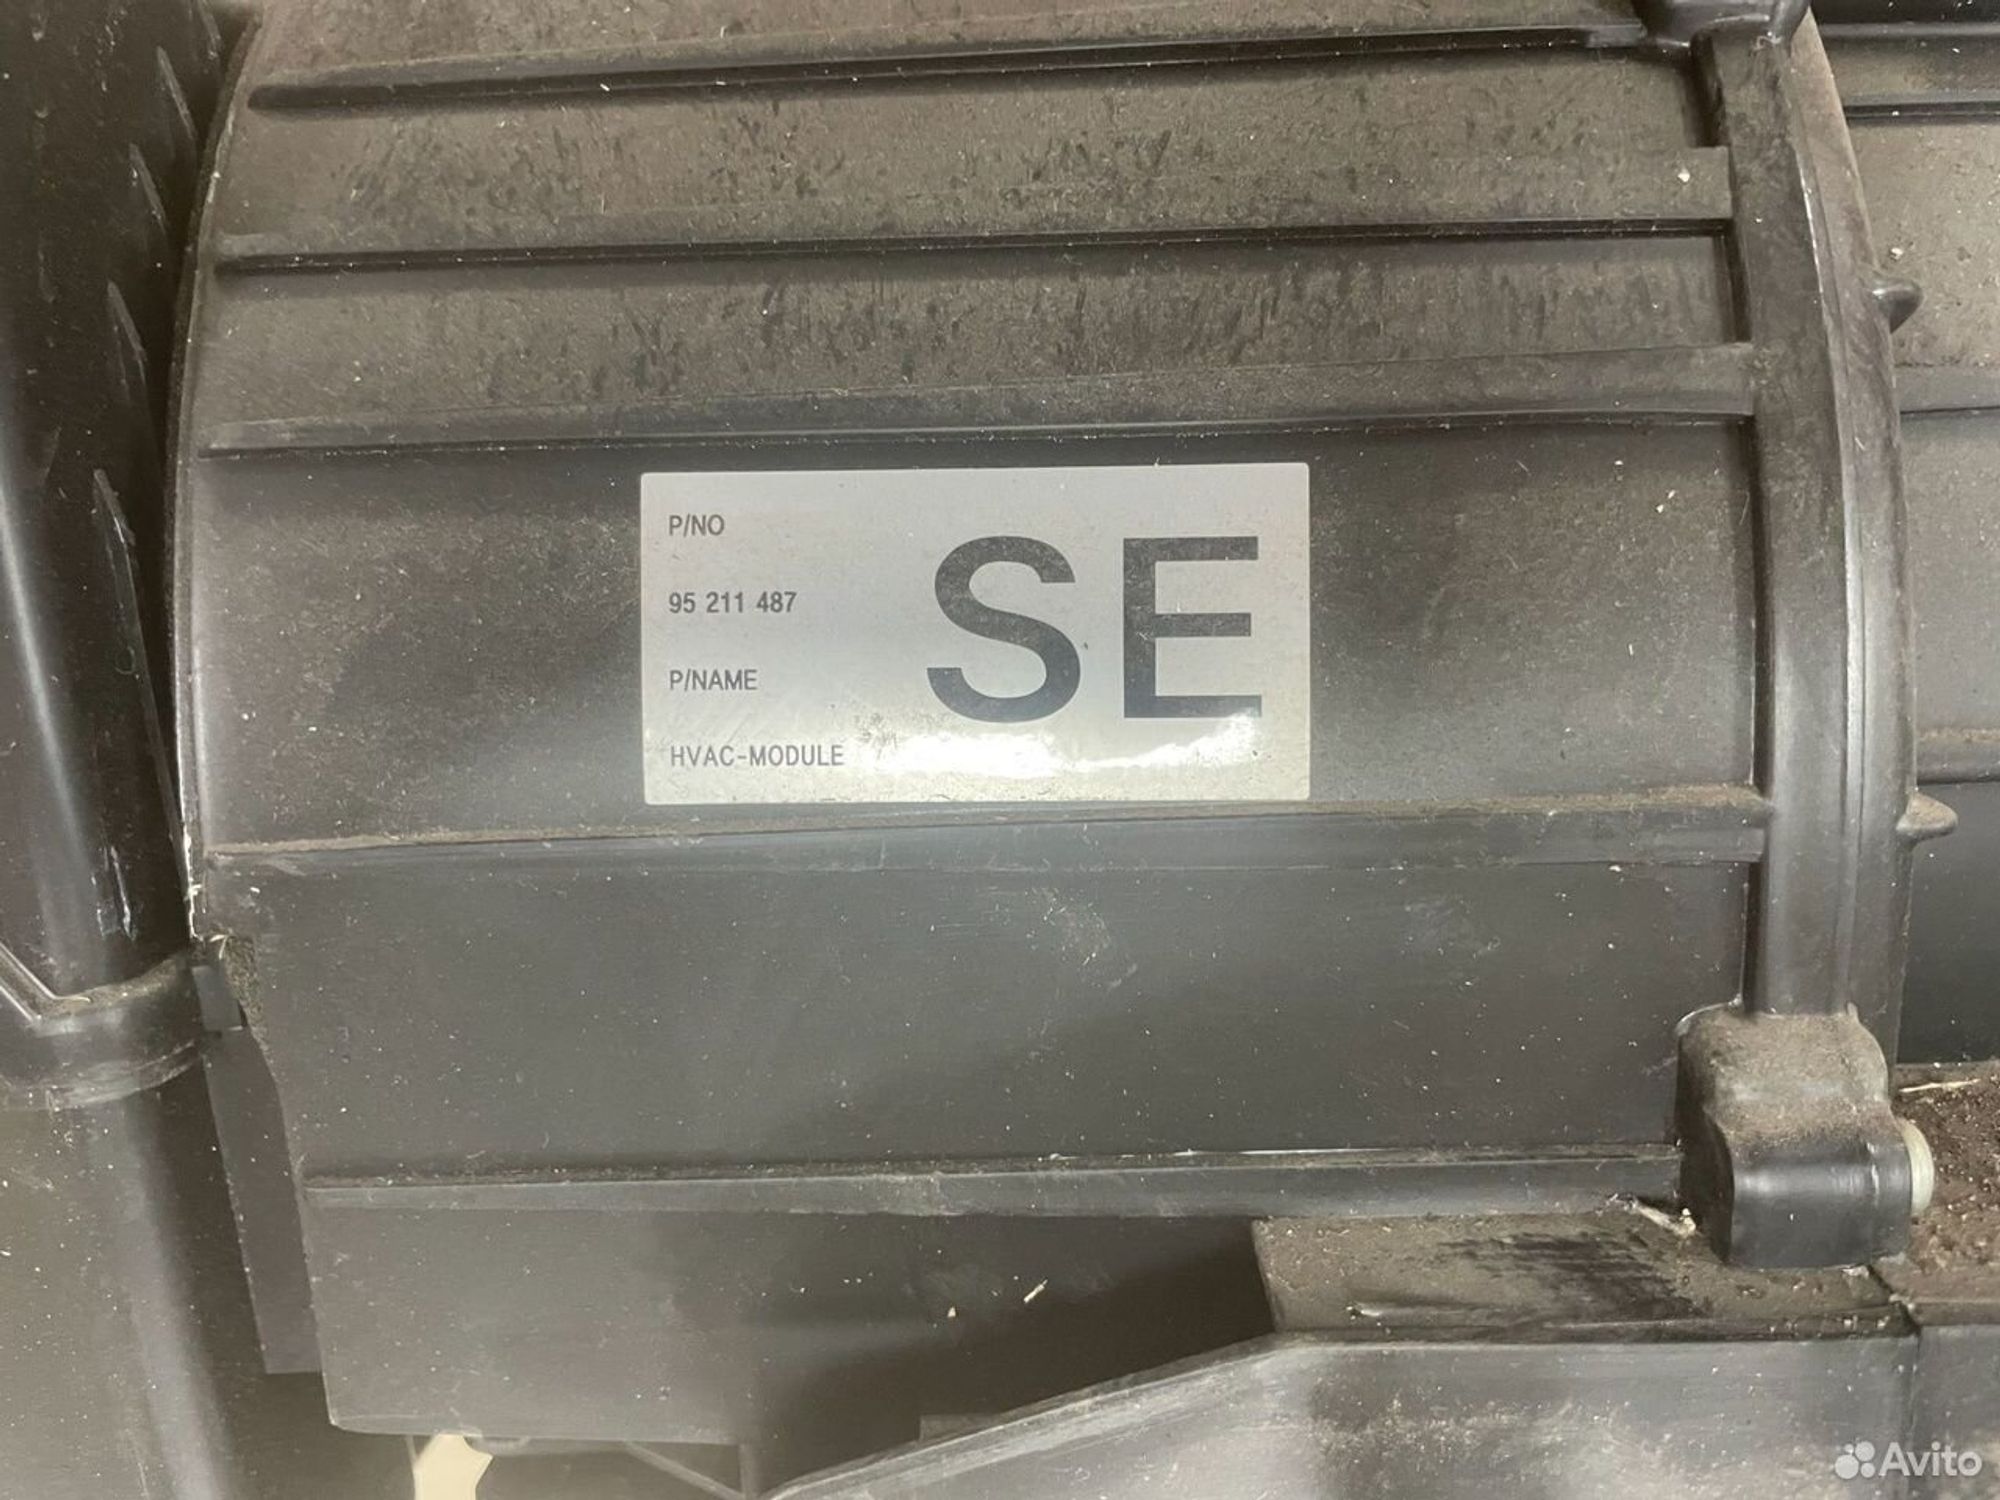 P/NO
95 211 487
P/NAME
HVAC-MODULE
SE
Avito